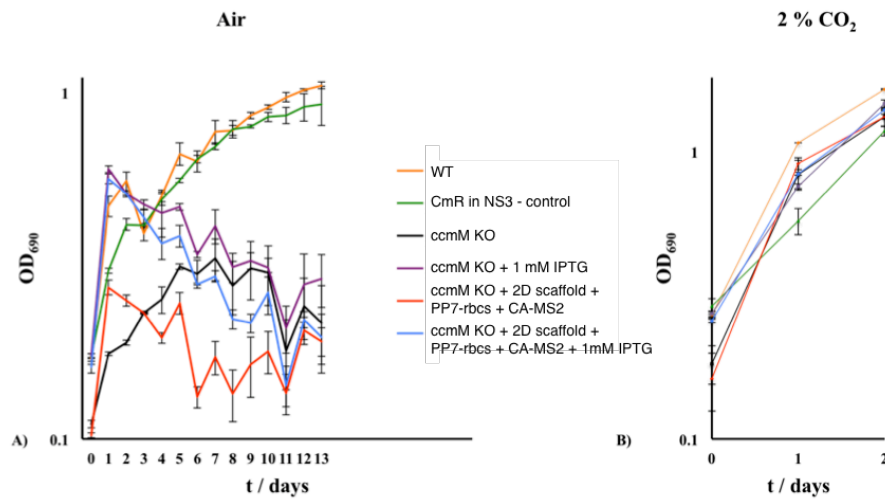 Air
2 % CO2
1
OD690
0.1
A)
0 1 2 3 4 5 6 7 8 9 10 11 12 13
t / days
WT
CmR in NS3 - control
ccmM KO
ccmM KO + 1 mM IPTG
ccmM KO + 2D scaffold +
PP7-rbcs + CA-MS2
ccmM KO + 2D scaffold +
PP7-rbcs + CA-MS2 + 1mM IPTG
1
OD690
0.1
B)
0 1 2
t / days